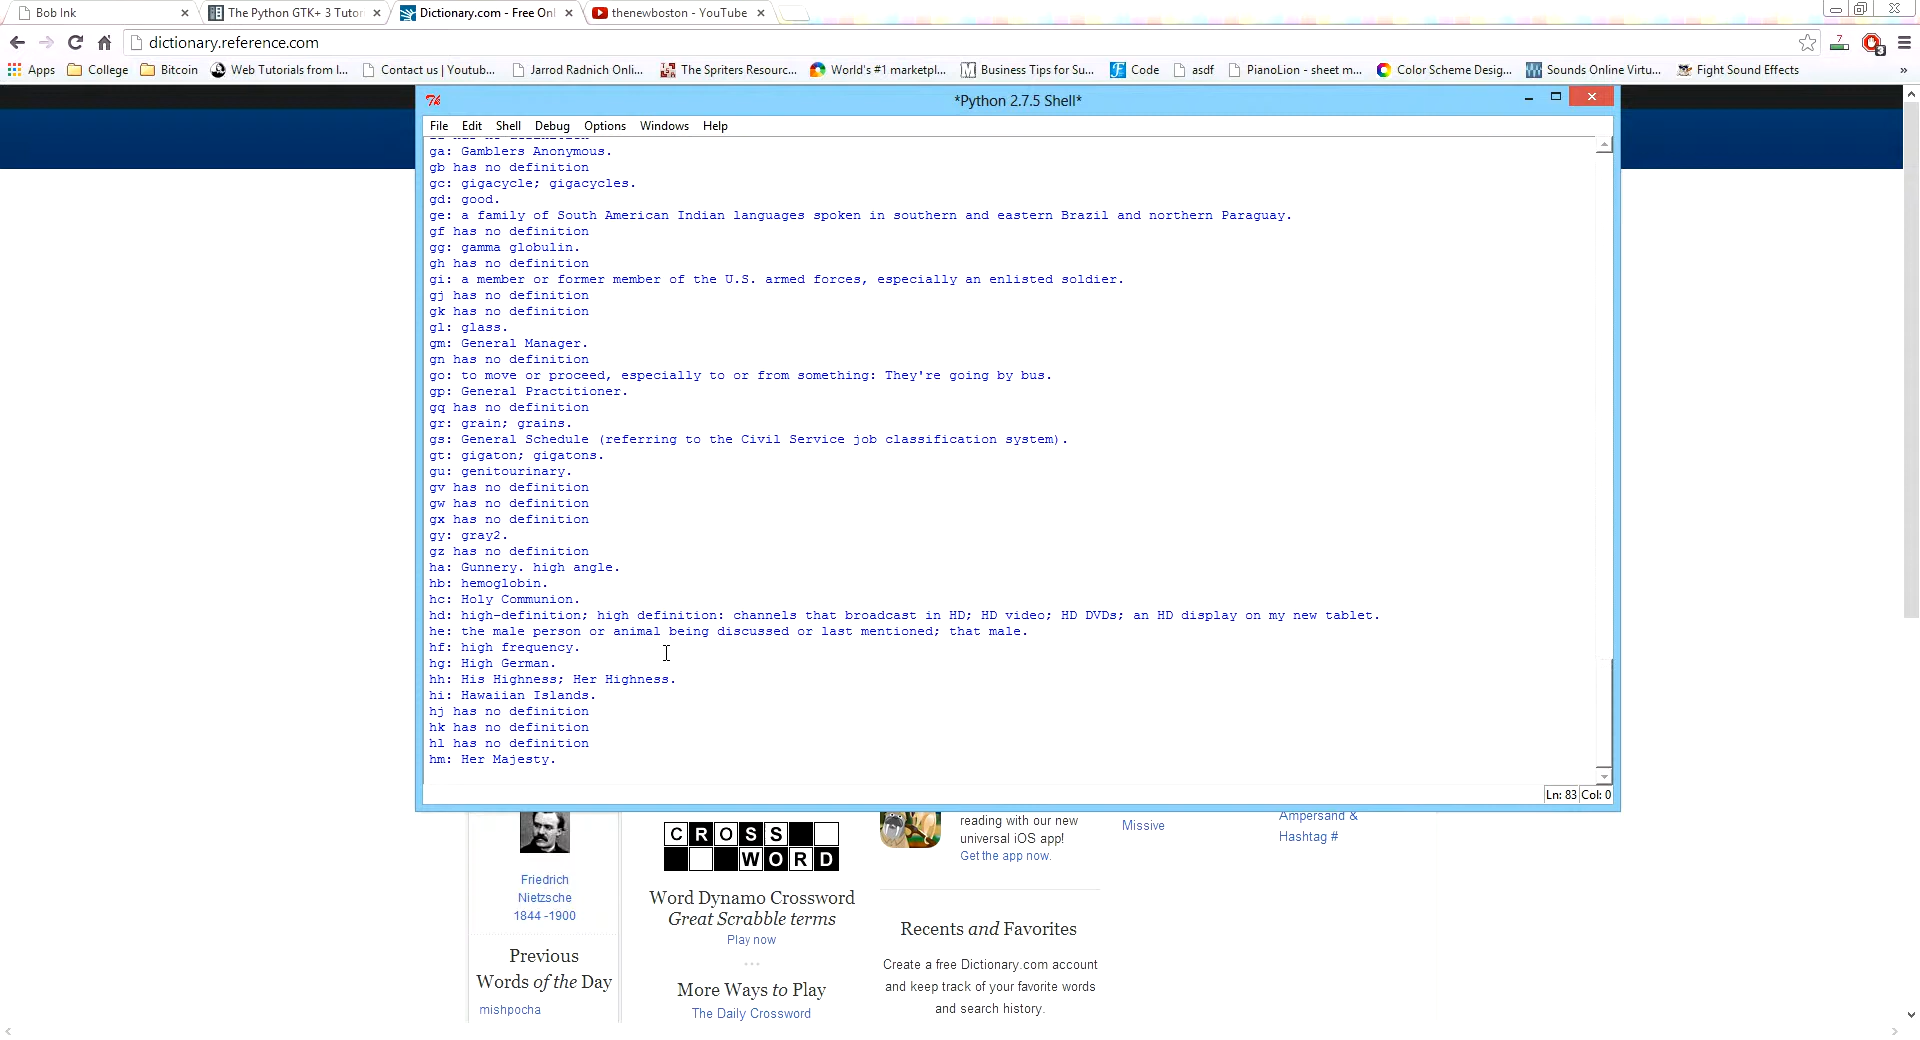 Bob Ink
The Python GTK+ 3 Tutor
Dictionary.com - Free Onl
thenewboston - YouTube
dictionary.reference.com
7
3
Apps
College
Bitcoin
Web Tutorials from l...
Contact us | Youtub...
Jarrod Radnich Onli...
The Spriters Resourc...
World's #1 marketpl...
Business Tips for Su...
Code
asdf
PianoLion - sheet m...
Color Scheme Desig...
Sounds Online Virtu...
Fight Sound Effects
»
*Python 2.7.5 Shell*
File Edit Shell Debug Options Windows Help
ga: Gamblers Anonymous.
gb has no definition
gc: gigacycle; gigacycles.
gd: good.
ge: a family of South American Indian languages spoken in southern and eastern Brazil and northern Paraguay.
gf has no definition
gg: gamma globulin.
gh has no definition
gi: a member or former member of the U.S. armed forces, especially an enlisted soldier.
gj has no definition
gk has no definition
gl: glass.
gm: General Manager.
gn has no definition
go: to move or proceed, especially to or from something: They're going by bus.
gp: General Practitioner.
gq has no definition
gr: grain; grains.
gs: General Schedule (referring to the Civil Service job classification system).
gt: gigaton; gigatons.
gu: genitourinary.
gv has no definition
gw has no definition
gx has no definition
gy: gray2.
gz has no definition
ha: Gunnery. high angle.
hb: hemoglobin.
hc: Holy Communion.
hd: high-definition; high definition: channels that broadcast in HD; HD video; HD DVDs; an HD display on my new tablet.
he: the male person or animal being discussed or last mentioned; that male.
hf: high frequency.
hg: High German.
hh: His Highness; Her Highness.
hi: Hawaiian Islands.
hj has no definition
hk has no definition
hl has no definition
hm: Her Majesty.
Ln: 83 Col: 0
Friedrich
Nietzsche
1844 -1900
Previous
Words of the Day
mishpocha
CROSS
WORD
Word Dynamo Crossword
Great Scrabble terms
Play now
...
More Ways to Play
The Daily Crossword
reading with our new
universal iOS app!
Get the app now.
Recents and Favorites
Create a free Dictionary.com account
and keep track of your favorite words
and search history.
Missive
Ampersand &
Hashtag #